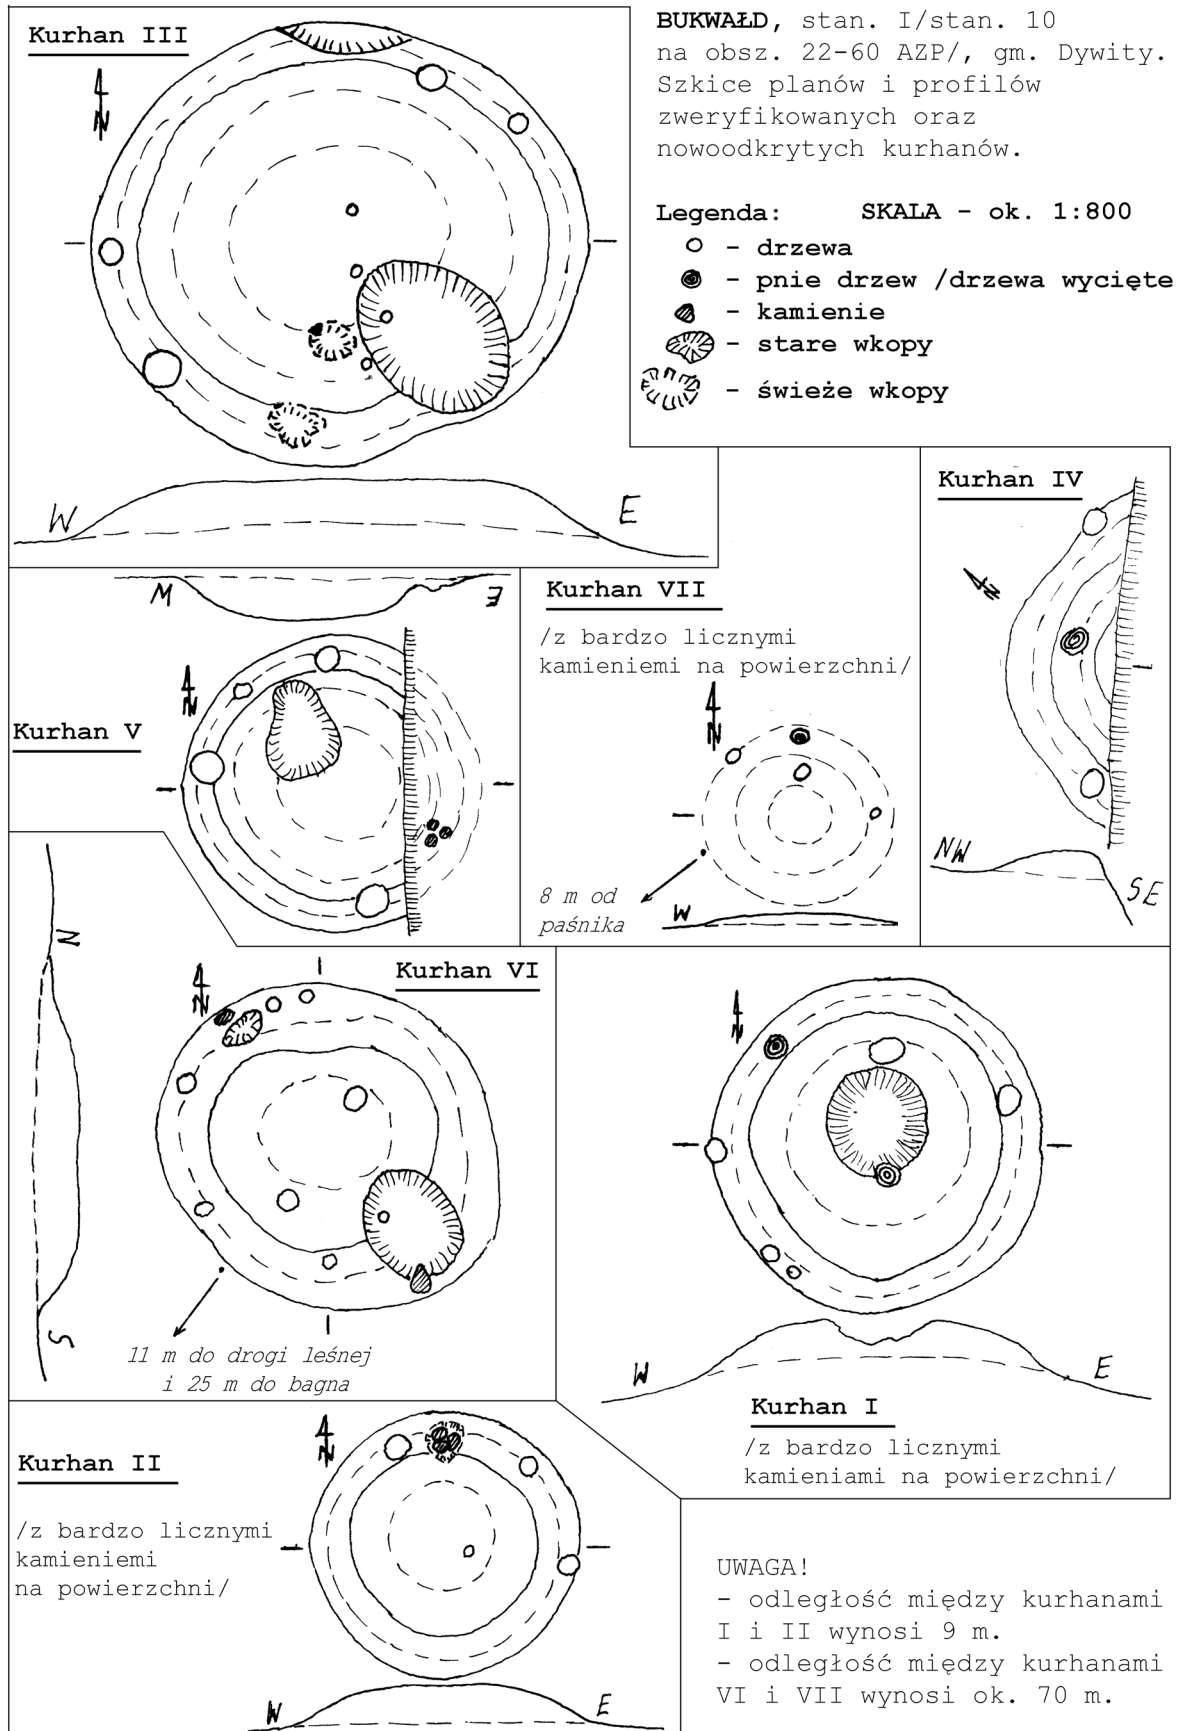 Kurhan III
N
W
E
BUKWAŁD, stan. I/stan. 10
na obsz. 22-60 AZP/, gm. Dywity.
Szkice planów i profilów
zweryfikowanych oraz
nowoodkrytych kurhanów.
Legenda: SKALA - ok. 1:800
- drzewa
- pnie drzew /drzewa wycięte
- kamienie
- stare wkopy
- świeże wkopy
Kurhan IV
N
NW
SE
W
E
Kurhan V
N
Kurhan VII
/z bardzo licznymi
kamieniemi na powierzchni/
N
8 m od
paśnika
W
N
S
Kurhan VI
N
11 m do drogi leśnej
i 25 m do bagna
N
W
E
Kurhan I
/z bardzo licznymi
kamieniami na powierzchni/
Kurhan II
N
/z bardzo licznymi
kamieniemi
na powierzchni/
W
E
UWAGA!
- odległość między kurhanami
I i II wynosi 9 m.
- odległość między kurhanami
VI i VII wynosi ok. 70 m.